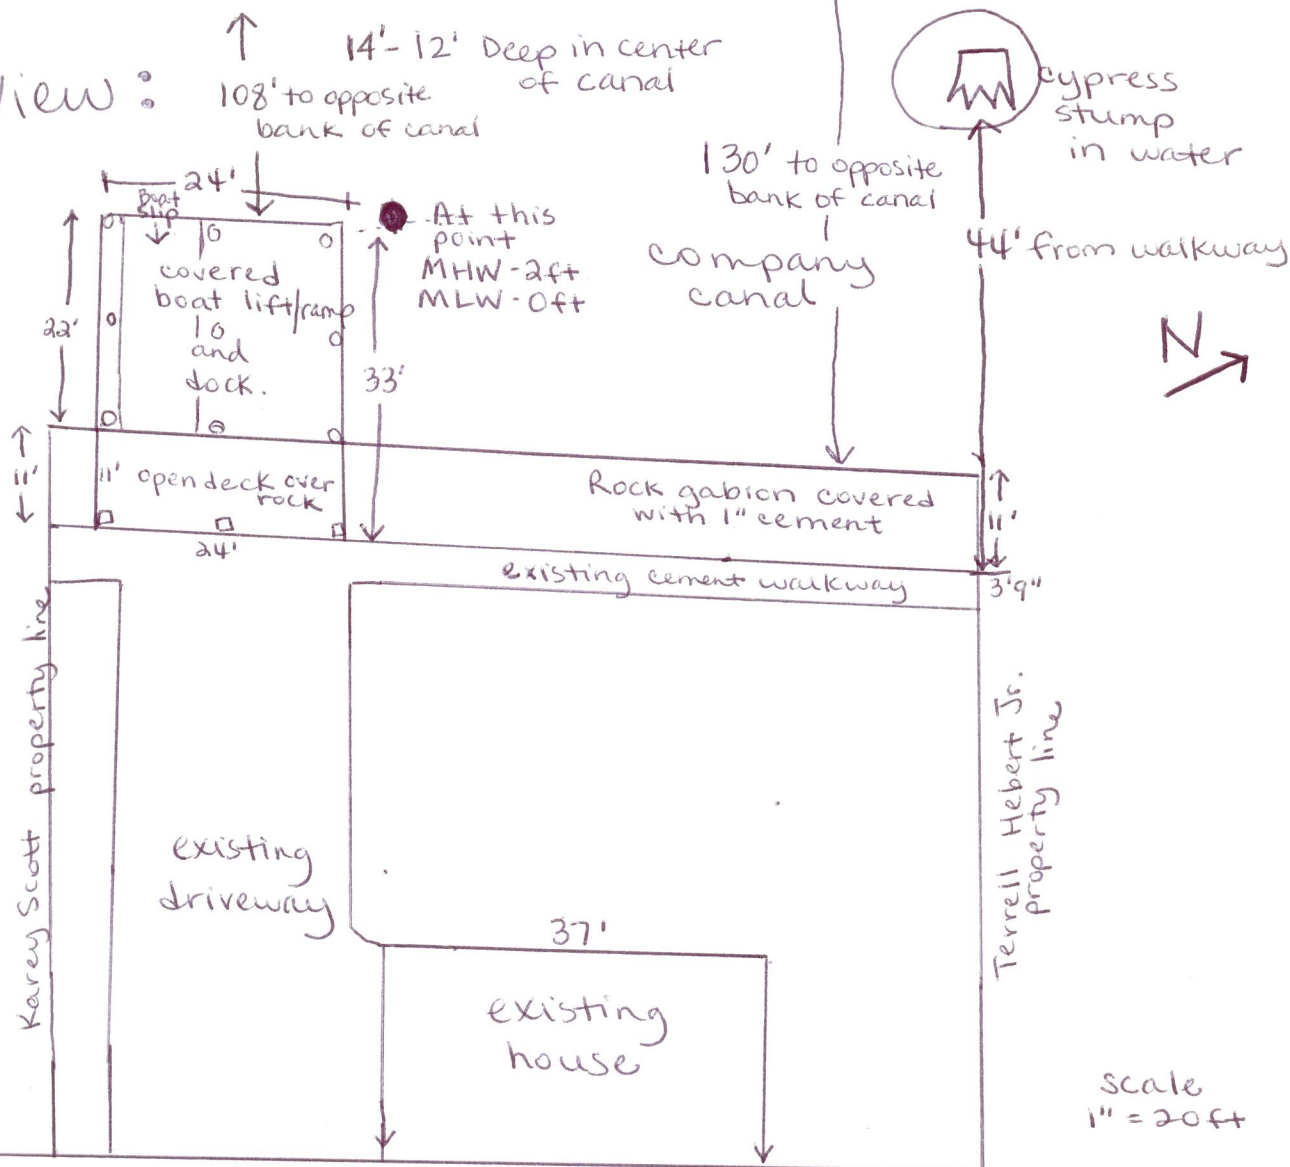 view:
14'-12' Deep in center
of canal
108' to opposite
bank of canal
cypress
stump
in water
130' to opposite
bank of canal
24'
Boat
slip
At this
point
MHW-2ft
MLW-0ft
company
canal
44' from walkway
covered
boat lift/ramp
and
dock.
22'
33'
N
11'
11' open deck over
rock
24'
Rock gabion covered
with 1" cement
11'
existing cement walkway
3'9"
Karey Scott property line
Terrell Hebert Jr.
property line
existing
driveway
37'
existing
house
scale
1" = 20ft